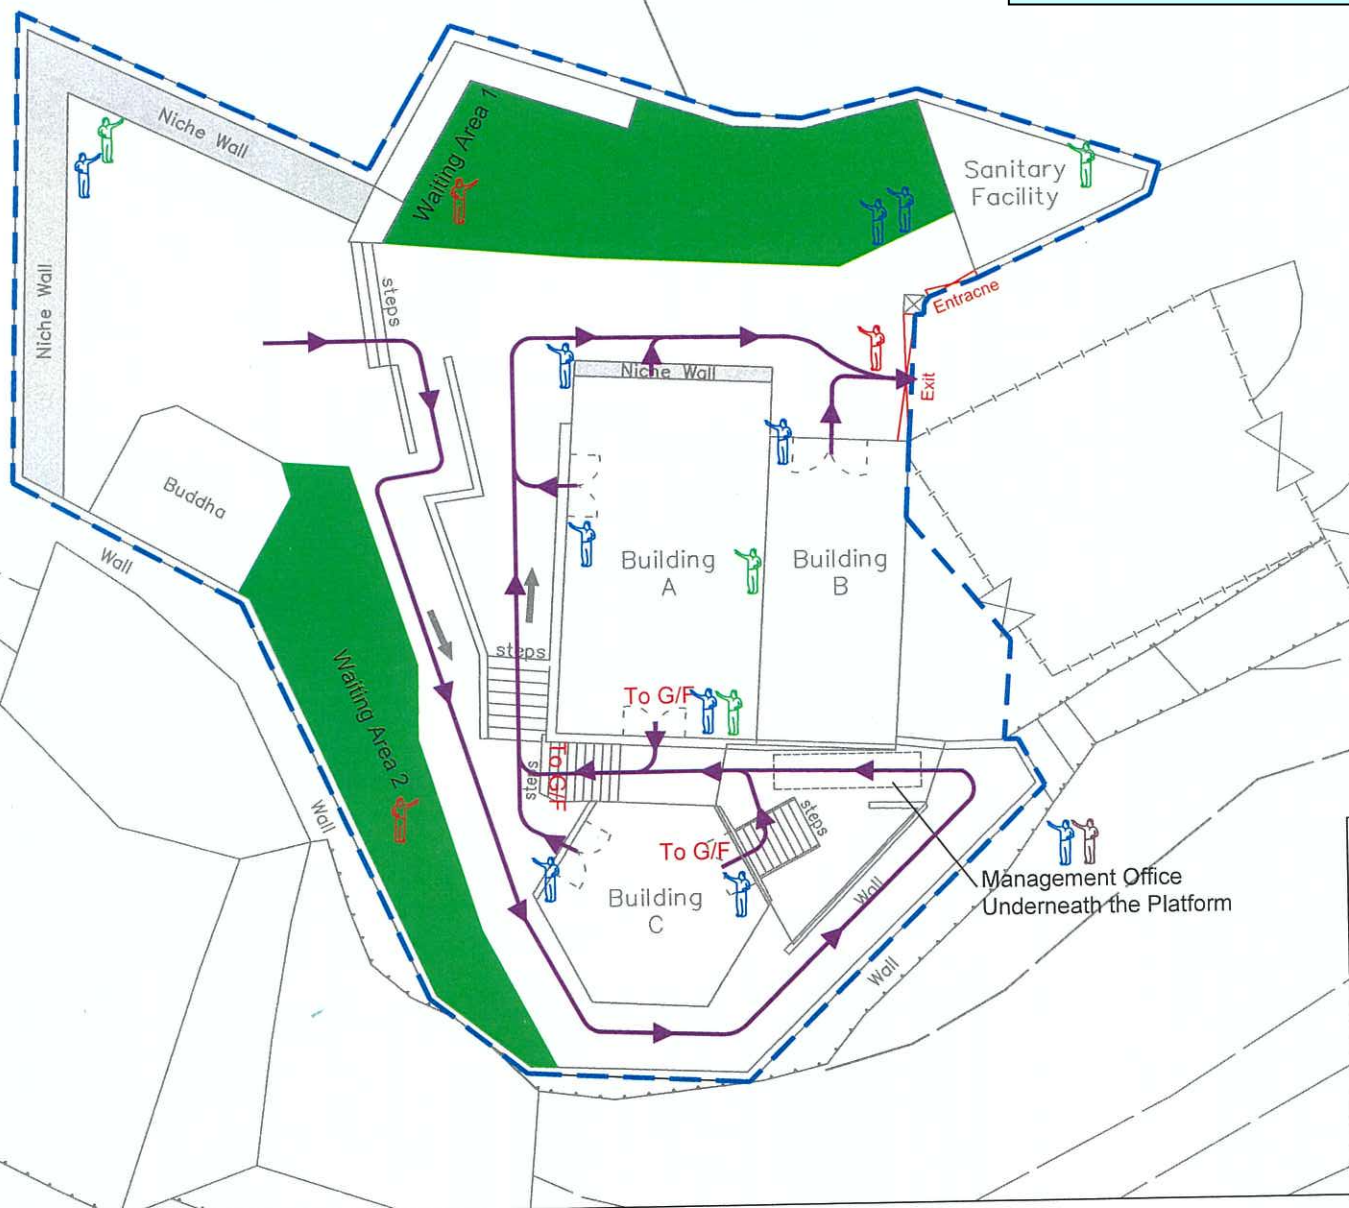 Niche Wall
Waiting Area 1
Sanitary
Facility
Niche Wall
steps
Entracne
Niche Wall
Exit
Buddha
Wall
Building
A
Building
B
steps
Waiting Area 2
To G/F
To G/F
steps
steps
Wall
To G/F
Building
C
Wall
Management Office
Underneath the Platform
Wall